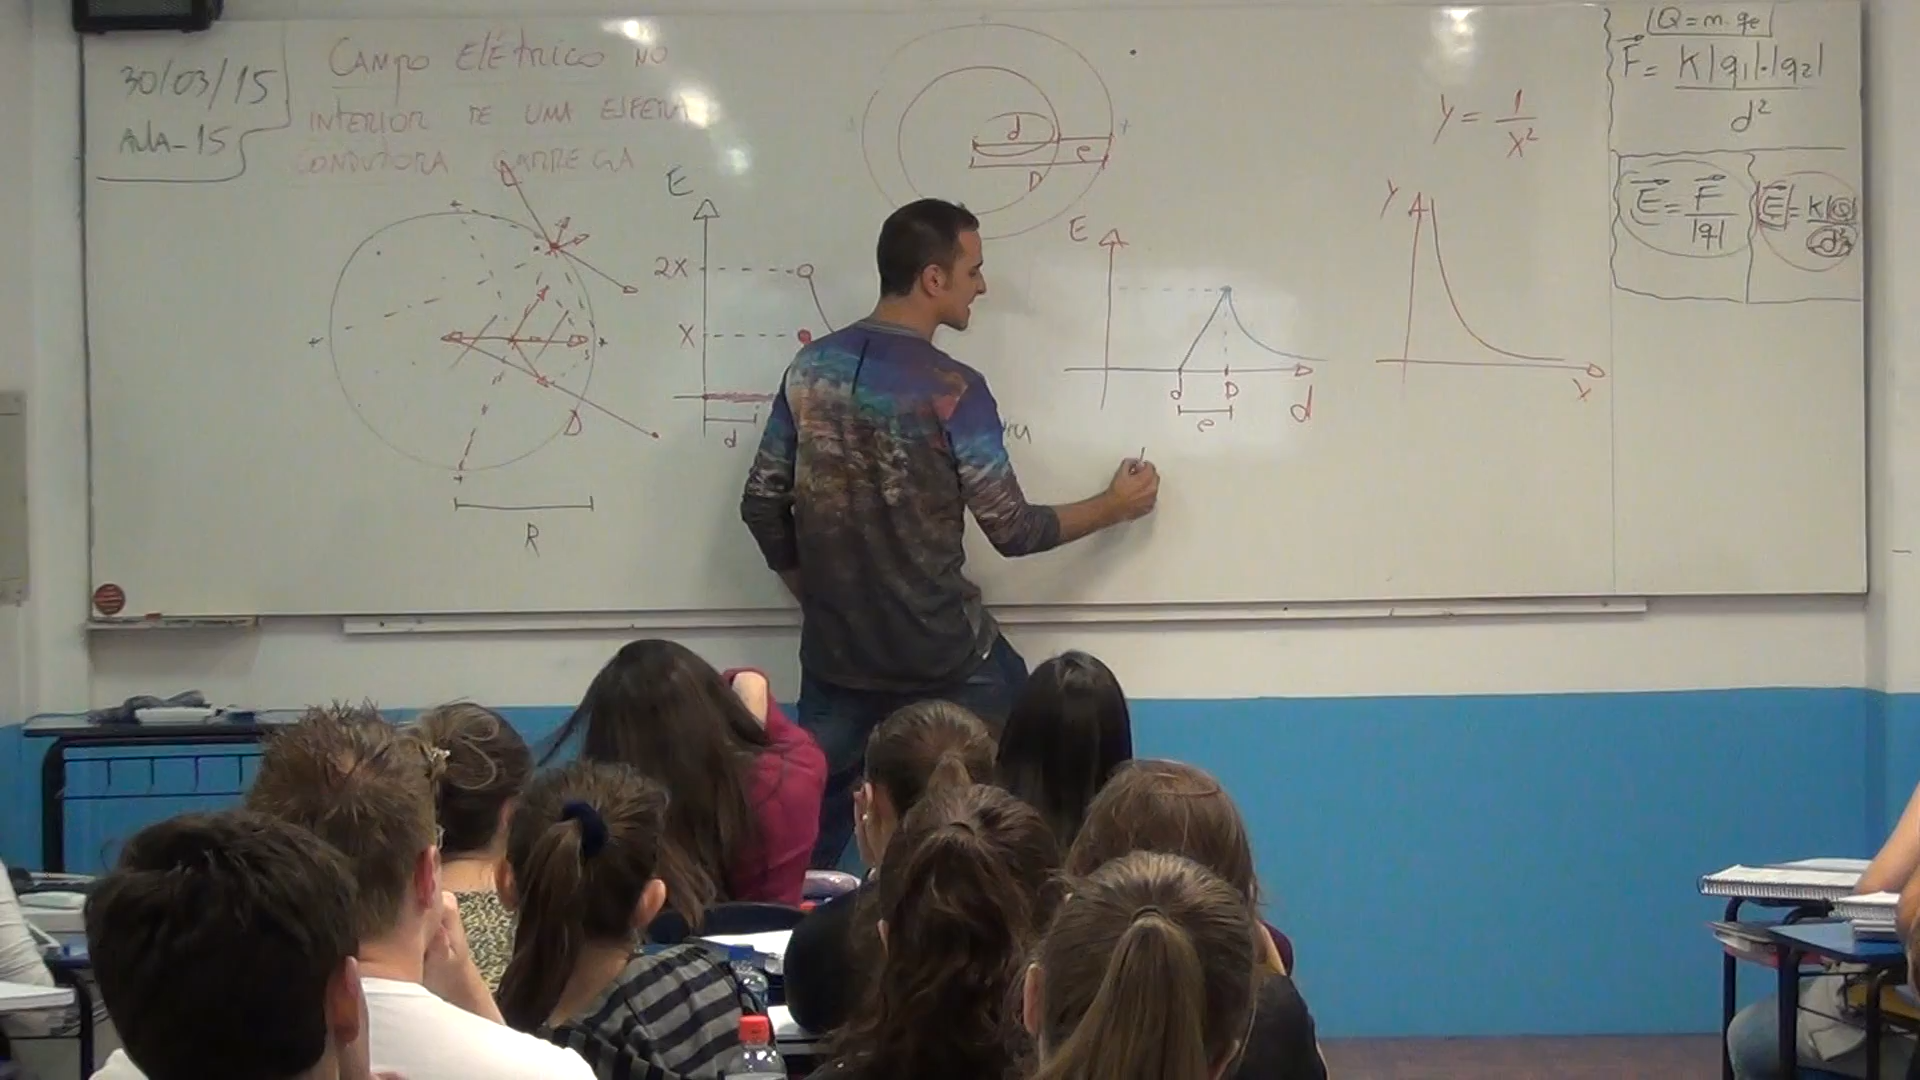 30/03/15
AULA-15
CAMPO ELÉTRICO NO
INTERIOR DE UMA ESFERA
CONDUTORA CARREGA
D
R
E
2X
X
d
d
e
D
E
d
D
e
d
y = 1/x²
y
x
|Q = m.qe|
F = K|q1|.|q2|
d²
E = F
|q|
|E| = K|Q|
d²